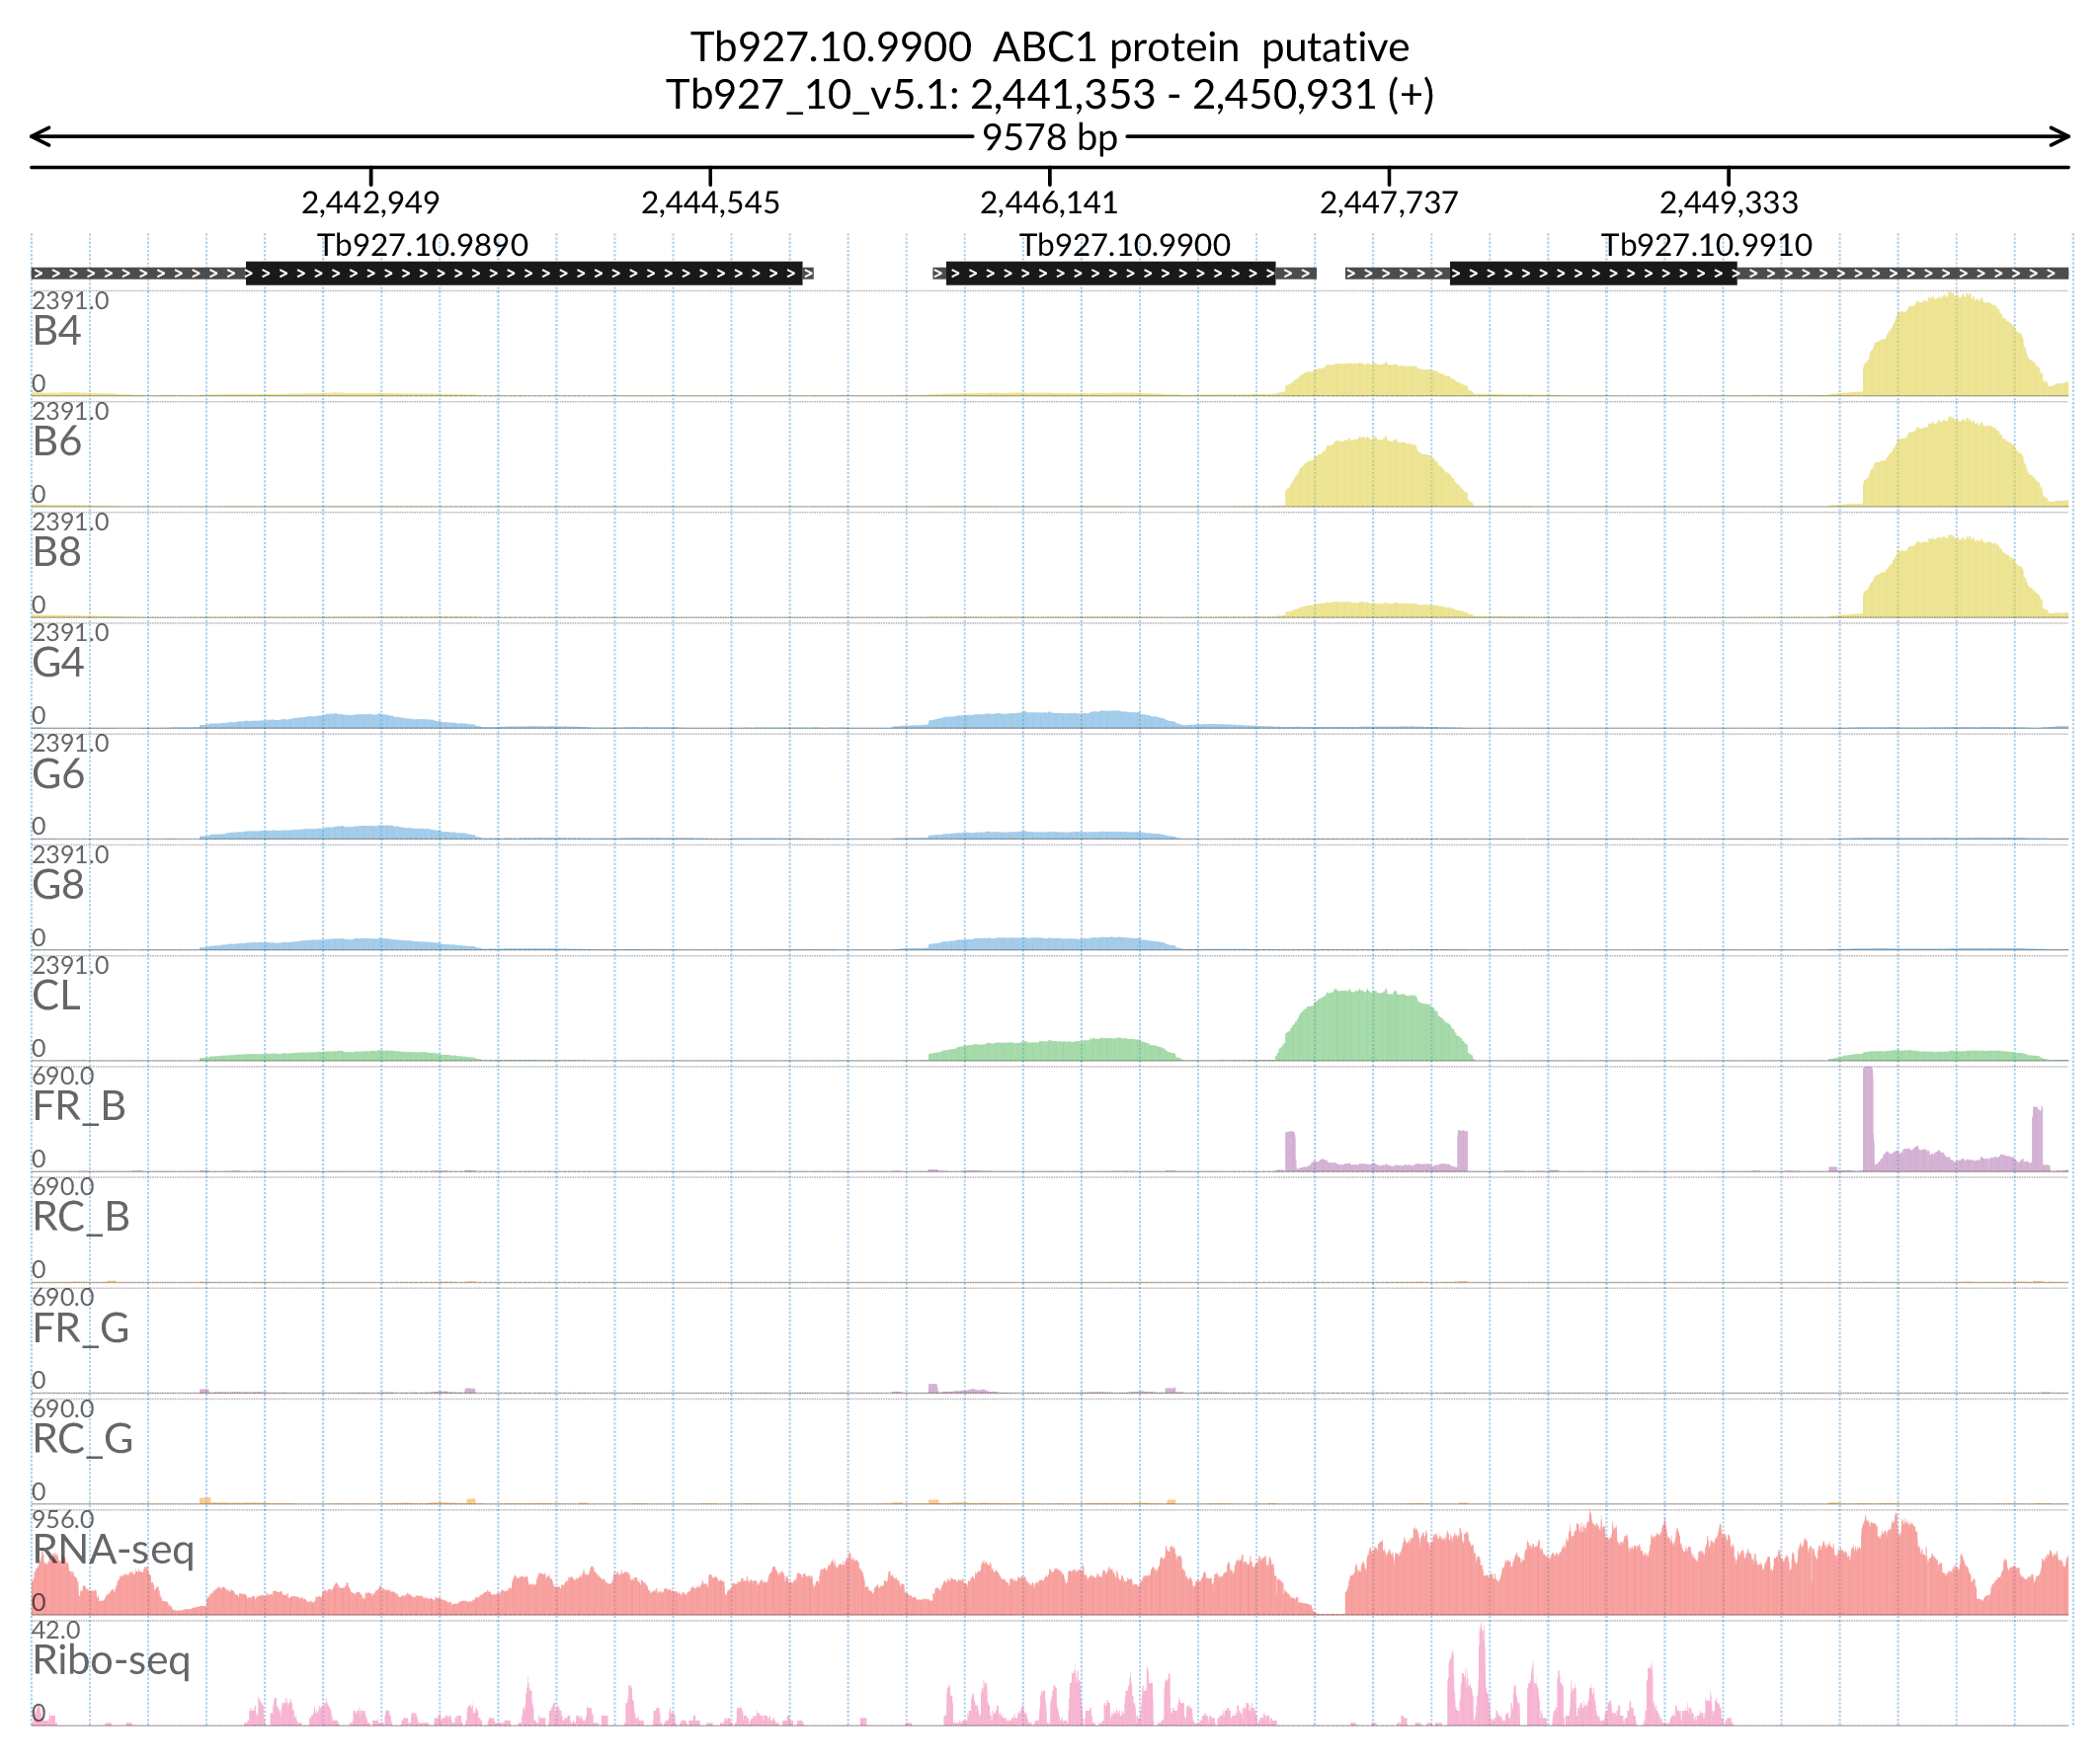 Tb927.10.9900  ABC1 protein  putative
Tb927_10_v5.1: 2,441,353 - 2,450,931 (+)
9578 bp
2,442,949 2,444,545 2,446,141 2,447,737 2,449,333
Tb927.10.9890 Tb927.10.9900 Tb927.10.9910
2391.0
B4
0
2391.0
B6
0
2391.0
B8
0
2391.0
G4
0
2391.0
G6
0
2391.0
G8
0
2391.0
CL
0
690.0
FR_B
0
690.0
RC_B
0
690.0
FR_G
0
690.0
RC_G
0
956.0
RNA-seq
0
42.0
Ribo-seq
0